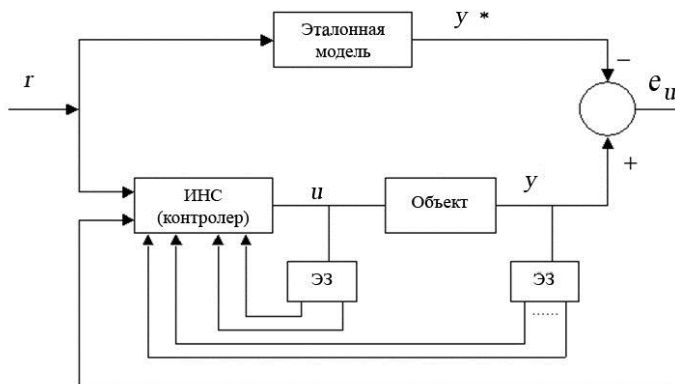 Эталонная
модель
y *
r
−
e u
+
ИНС
(контролер)
u
Объект
y
ЭЗ
ЭЗ
......